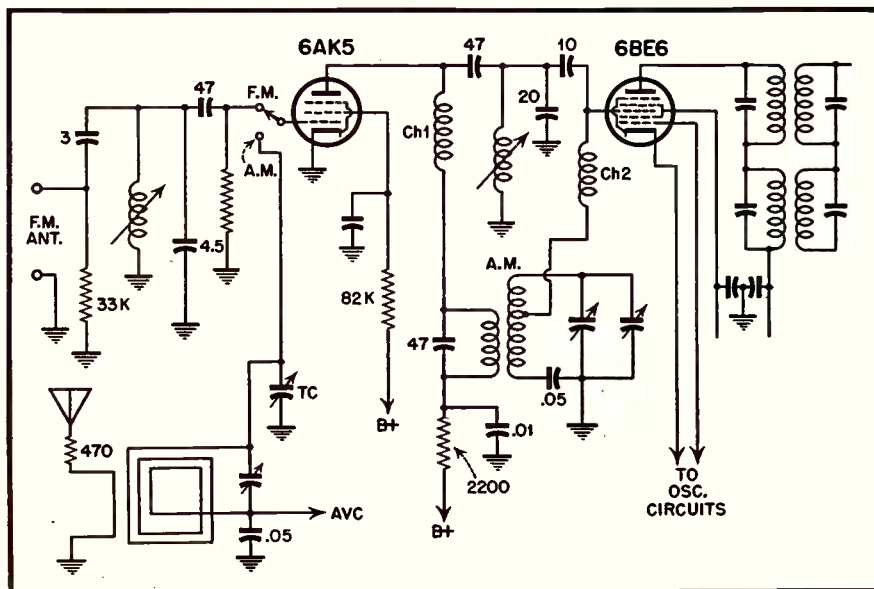 6AK5
6BE6
47
10
47
F.M.
20
3
Ch1
Ch2
A.M.
F.M.
ANT.
4.5
A.M.
33K
82K
47
TC
.05
B+
.01
470
2200
TO
OSC.
CIRCUITS
.05
AVC
B+